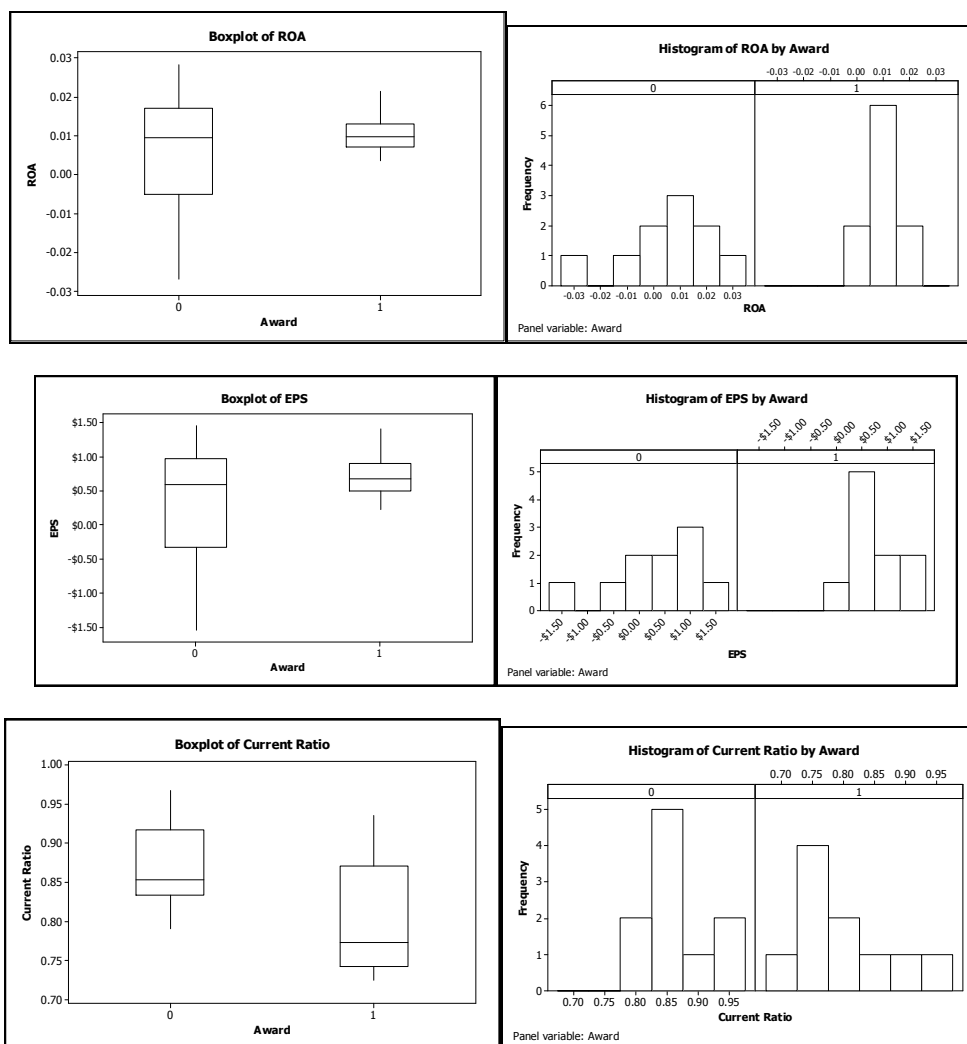 Boxplot of ROA
0.03
0.02
0.01
0.00
-0.01
-0.02
-0.03
ROA
0 1
Award
Histogram of ROA by Award
-0.03 -0.02 -0.01 0.00 0.01 0.02 0.03
0 1
6
5
4
3
2
1
0
Frequency
-0.03 -0.02 -0.01 0.00 0.01 0.02 0.03
ROA
Panel variable: Award
Boxplot of EPS
$1.50
$1.00
$0.50
$0.00
-$0.50
-$1.00
-$1.50
EPS
0 1
Award
Histogram of EPS by Award
-$1.50 -$1.00 -$0.50 $0.00 $0.50 $1.00 $1.50
0 1
5
4
3
2
1
0
Frequency
-$1.50 -$1.00 -$0.50 $0.00 $0.50 $1.00 $1.50
EPS
Panel variable: Award
Boxplot of Current Ratio
1.00
0.95
0.90
0.85
0.80
0.75
0.70
Current Ratio
0 1
Award
Histogram of Current Ratio by Award
0.70 0.75 0.80 0.85 0.90 0.95
0 1
5
4
3
2
1
0
Frequency
0.70 0.75 0.80 0.85 0.90 0.95
Current Ratio
Panel variable: Award